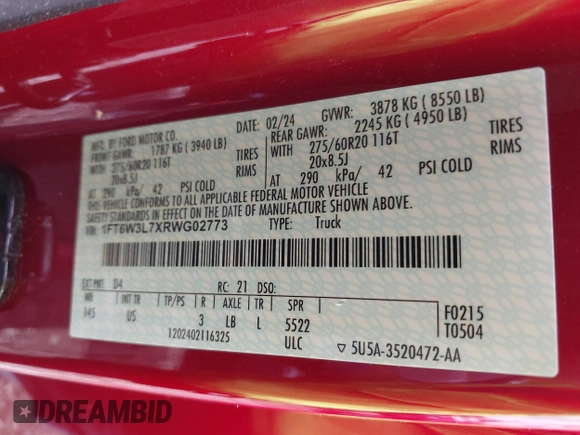 MFD. BY FORD MOTOR CO. DATE: 02/24 GVWR: 3878 KG ( 8550 LB)
FRONT GAWR: 1787 KG ( 3940 LB) REAR GAWR: 2245 KG ( 4950 LB)
WITH 275/60R20 116T TIRES WITH 275/60R20 116T TIRES
20x8.5J RIMS 20x8.5J RIMS
AT 290 kPa/ 42 PSI COLD AT 290 kPa/ 42 PSI COLD
THIS VEHICLE CONFORMS TO ALL APPLICABLE FEDERAL MOTOR VEHICLE
SAFETY STANDARDS IN EFFECT ON THE DATE OF MANUFACTURE SHOWN ABOVE.
VIN: 1FT6W3L7XRWG02773 TYPE: Truck
EXT PNT: D4 RC: 21 DSO:
WB INT TR TP/PS R AXLE TR SPR
145 US 3 LB L 5522
1202402116325 ULC
F0215
T0504
▽ 5U5A-3520472-AA
DREAMBID